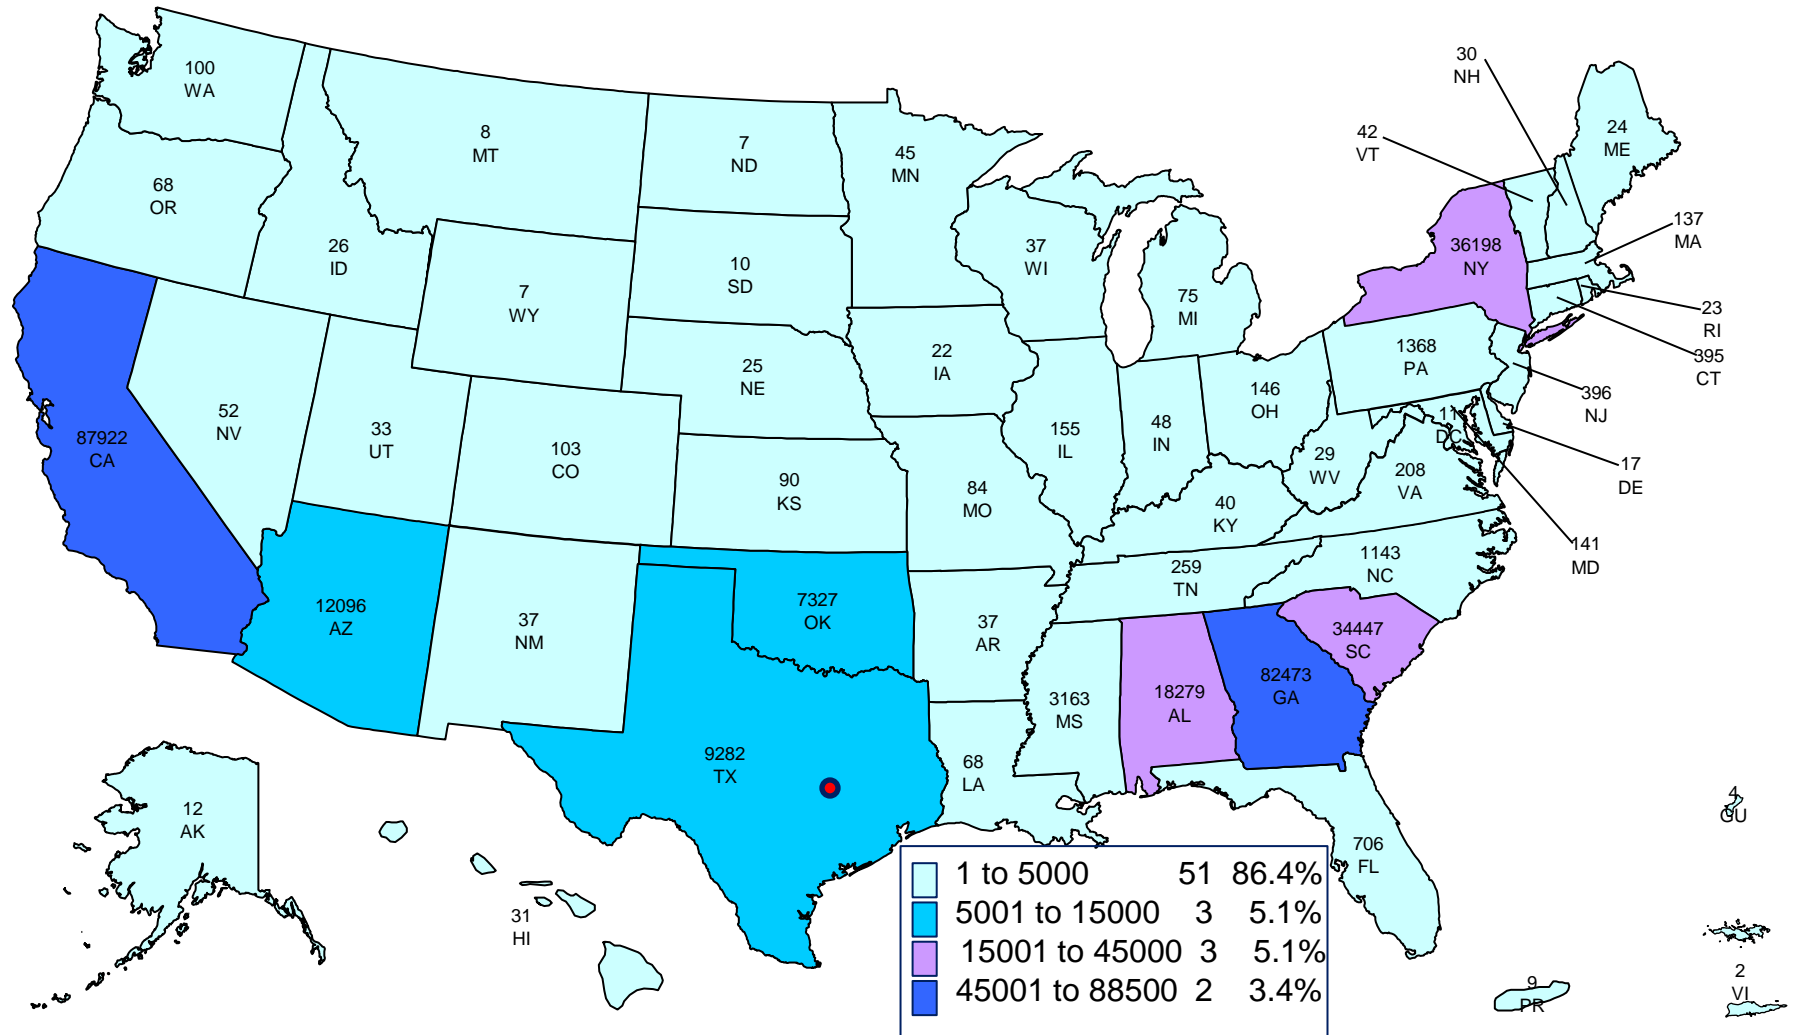 100
WA
68
OR
26
ID
8
MT
7
ND
45
MN
10
SD
7
WY
37
WI
75
MI
30
NH
42
VT
24
ME
137
MA
36198
NY
23
RI
395
CT
396
NJ
1368
PA
17
DE
11
DC
141
MD
87922
CA
52
NV
33
UT
103
CO
25
NE
22
IA
90
KS
84
MO
155
IL
48
IN
146
OH
29
WV
208
VA
40
KY
259
TN
1143
NC
12096
AZ
37
NM
7327
OK
37
AR
34447
SC
82473
GA
18279
AL
3163
MS
68
LA
9282
TX
706
FL
12
AK
31
HI
4
GU
9
PR
2
VI
1 to 5000 51 86.4%
5001 to 15000 3 5.1%
15001 to 45000 3 5.1%
45001 to 88500 2 3.4%